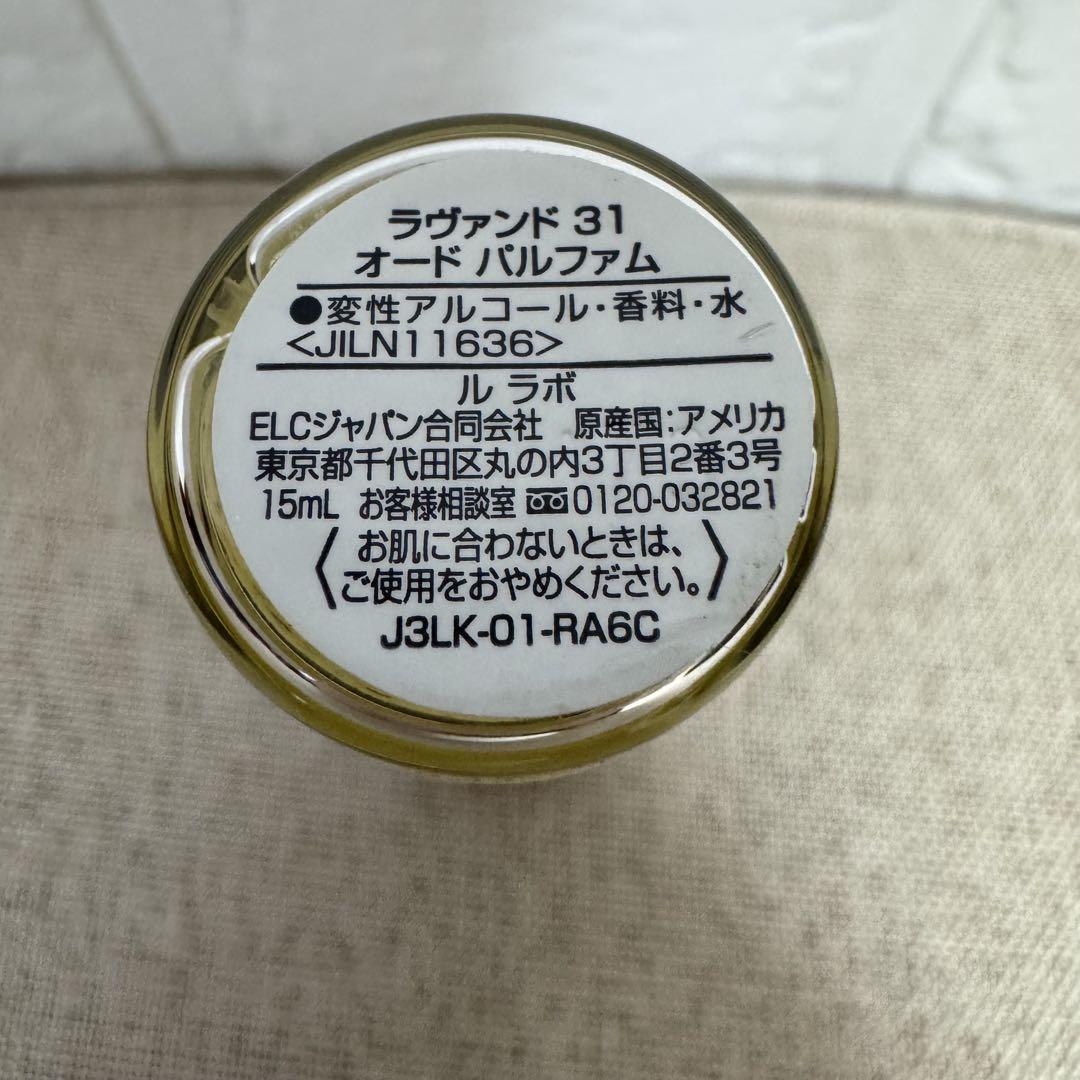 ラヴァンド 31
オード パルファム
●変性アルコール・香料・水
<JILN11636>
ル ラボ
ELCジャパン合同会社 原産国:アメリカ
東京都千代田区丸の内3丁目2番3号
15mL お客様相談室 0120-032821
〈お肌に合わないときは、
ご使用をおやめください。〉
J3LK-01-RA6C